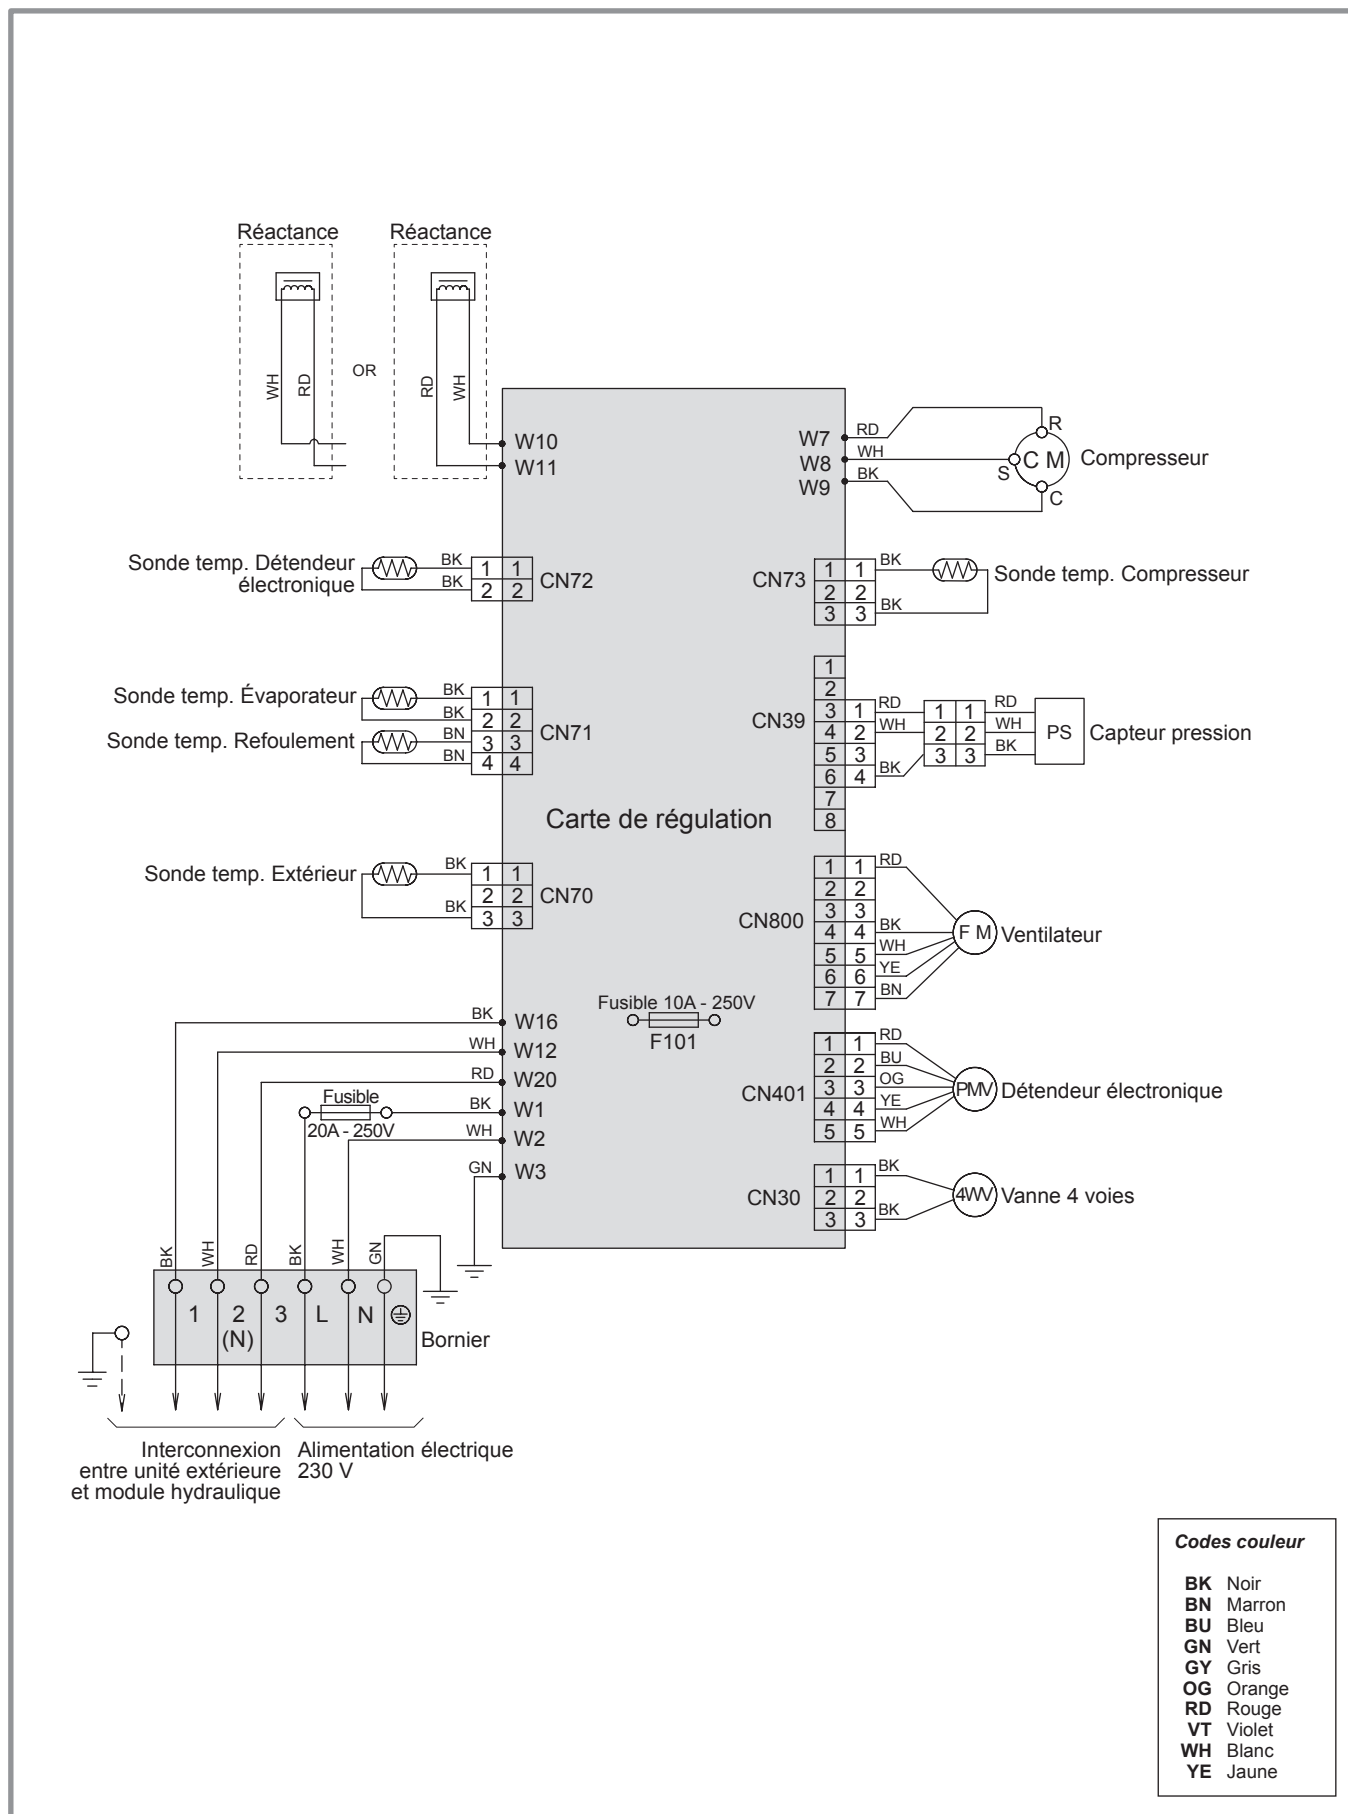 Réactance
Réactance
WH
RD
OR
RD
WH
W10
W11
W7
W8
W9
RD
WH
BK
R
S
C M
C
Compresseur
Sonde temp. Détendeur
électronique
BK
BK
1 1
2 2
CN72
CN73
1 1
2 2
3 3
BK
BK
Sonde temp. Compresseur
Sonde temp. Évaporateur
Sonde temp. Refoulement
BK
BK
BN
BN
1 1
2 2
3 3
4 4
CN71
CN39
1
2
3 1
4 2
5 3
6 4
7
8
RD
WH
BK
1 1
2 2
3 3
RD
WH
BK
PS
Capteur pression
Carte de régulation
Sonde temp. Extérieur
BK
BK
1 1
2 2
3 3
CN70
CN800
1 1
2 2
3 3
4 4
5 5
6 6
7 7
RD
BK
WH
YE
BN
F M
Ventilateur
Fusible 10A - 250V
F101
BK
W16
WH
W12
RD
W20
Fusible
20A - 250V
BK
W1
WH
W2
GN
W3
CN401
1 1
2 2
3 3
4 4
5 5
RD
BU
OG
YE
WH
PMV
Détendeur électronique
CN30
1 1
2 2
3 3
BK
BK
4WV
Vanne 4 voies
BK
WH
RD
BK
WH
GN
1 2 3 L N
(N)
Bornier
Interconnexion
entre unité extérieure
et module hydraulique
Alimentation électrique
230 V
Codes couleur
BK Noir
BN Marron
BU Bleu
GN Vert
GY Gris
OG Orange
RD Rouge
VT Violet
WH Blanc
YE Jaune